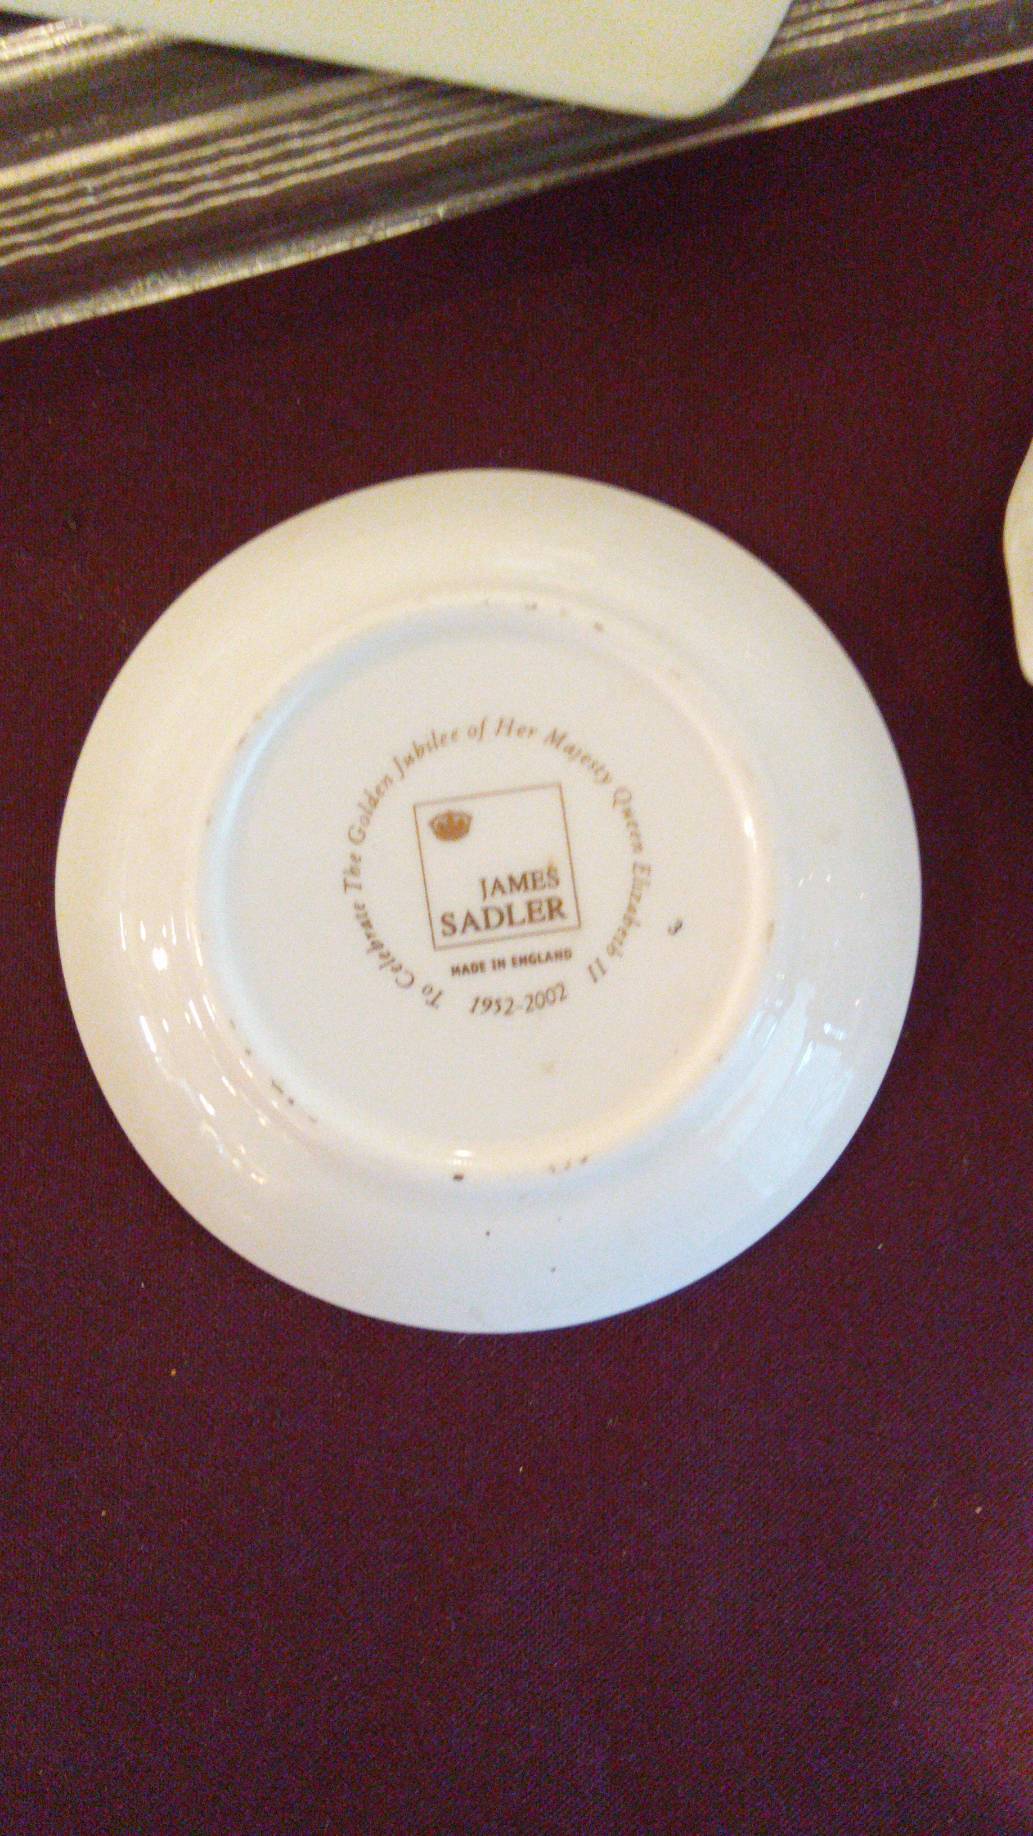 To Celebrate The Golden Jubilee of Her Majesty Queen Elizabeth II
JAMES
SADLER
MADE IN ENGLAND
1952-2002